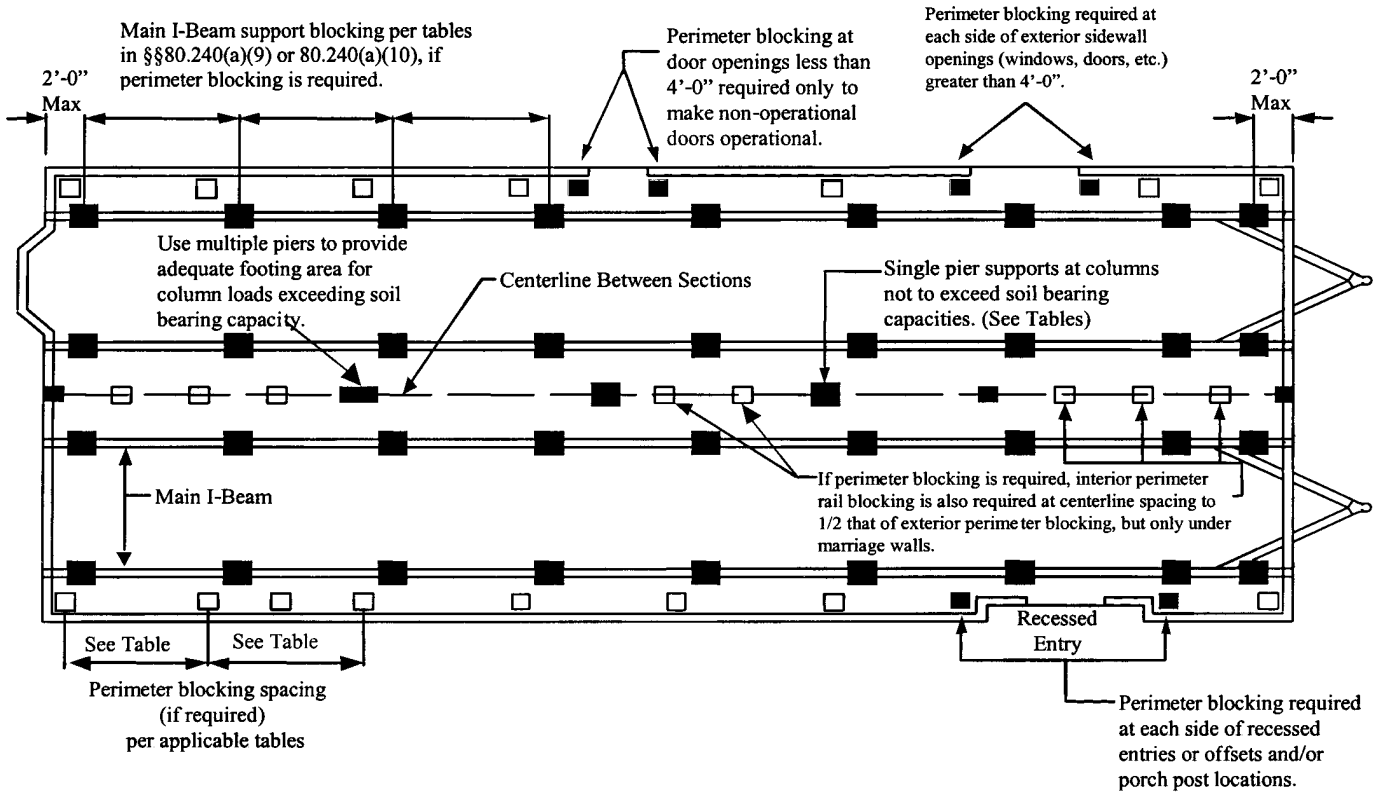 Main I-Beam support blocking per tables
in §§80.240(a)(9) or 80.240(a)(10), if
perimeter blocking is required.
2’-0”
Max
Perimeter blocking at
door openings less than
4’-0” required only to
make non-operational
doors operational.
Perimeter blocking required at
each side of exterior sidewall
openings (windows, doors, etc.)
greater than 4’-0”.
2’-0”
Max
Use multiple piers to provide
adequate footing area for
column loads exceeding soil
bearing capacity.
Centerline Between Sections
Single pier supports at columns
not to exceed soil bearing
capacities. (See Tables)
Main I-Beam
If perimeter blocking is required, interior perimeter
rail blocking is also required at centerline spacing to
1/2 that of exterior perimeter blocking, but only under
marriage walls.
See Table
See Table
Perimeter blocking spacing
(if required)
per applicable tables
Recessed
Entry
Perimeter blocking required
at each side of recessed
entries or offsets and/or
porch post locations.